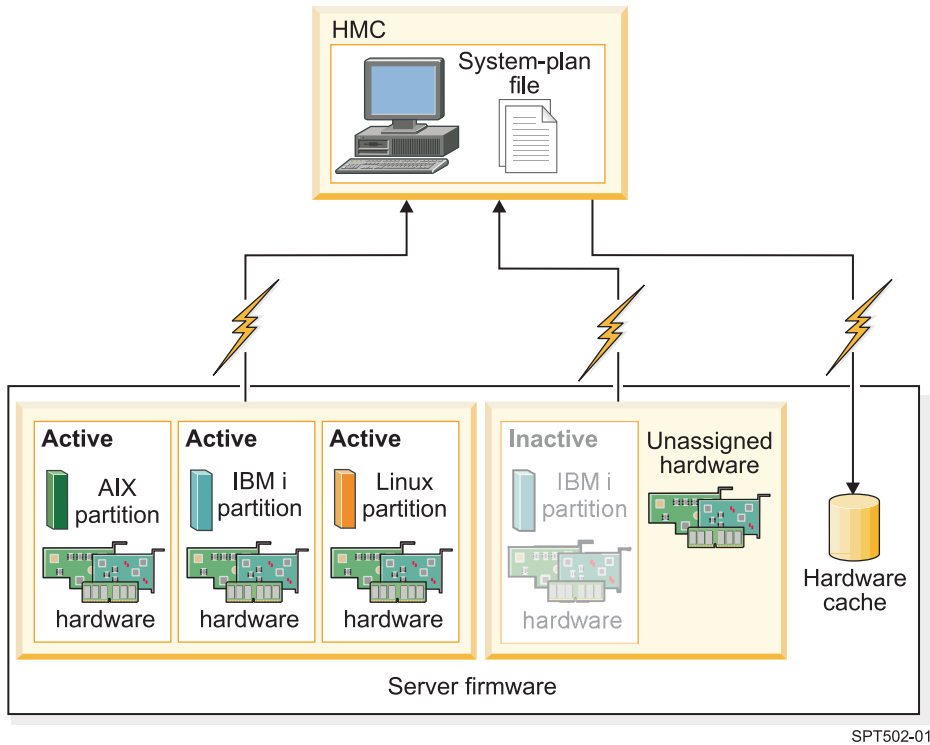 HMC
System-plan
file
Active
AIX
partition
hardware
Active
IBM i
partition
hardware
Active
Linux
partition
hardware
Inactive
IBM i
partition
hardware
Unassigned
hardware
Hardware
cache
Server firmware
SPT502-01